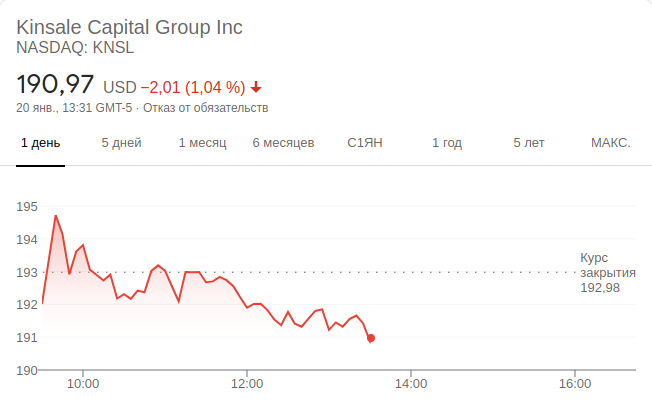 Kinsale Capital Group Inc
NASDAQ: KNSL
190,97 USD −2,01 (1,04 %)
20 янв., 13:31 GMT-5 · Отказ от обязательств
1 день 5 дней 1 месяц 6 месяцев С1ЯН 1 год 5 лет МАКС.
195
194
193
192
191
190
Курс
закрытия
192,98
10:00 12:00 14:00 16:00